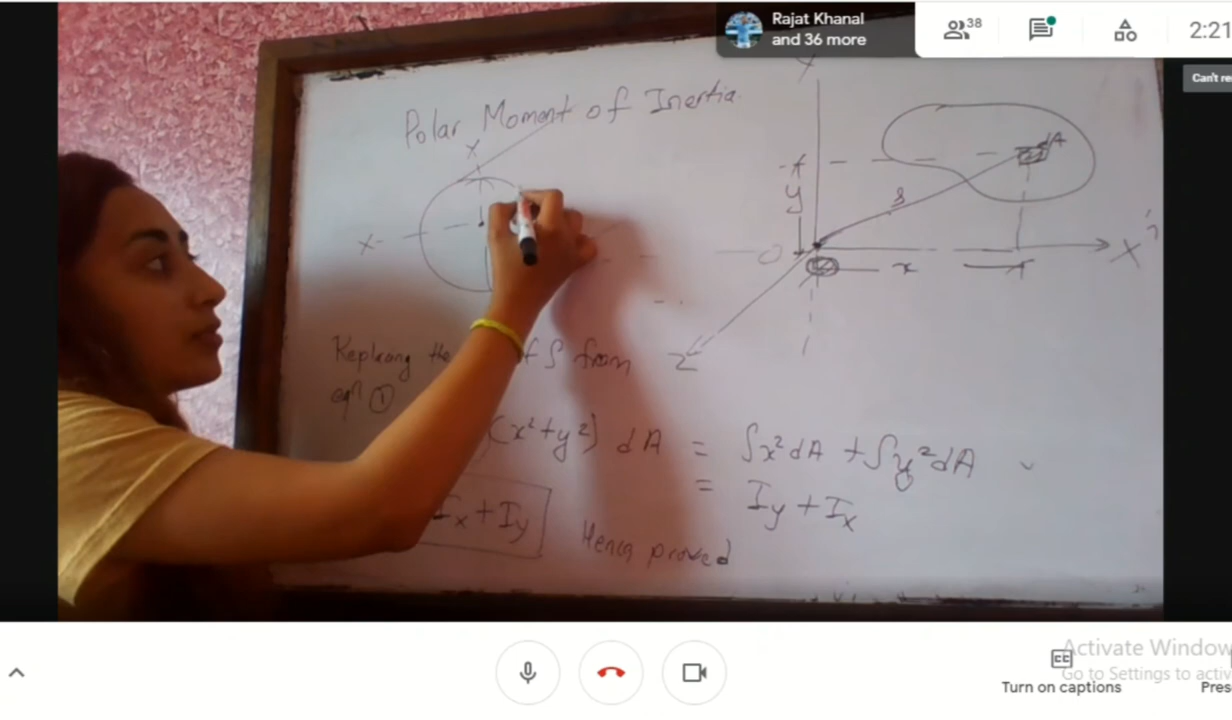 Rajat Khanal
and 36 more
38
2:21
Can't re
Polar Moment of Inertia
Y
X
X
dA
y
O
x
X
Z
Replacing the
f S from
eqn ①
(x²+y²) dA = ∫x²dA + ∫y²dA
= Iy + Ix
Ix + Iy
Hence proved
Activate Window
Go to Settings to activ
CC
Turn on captions
Pres